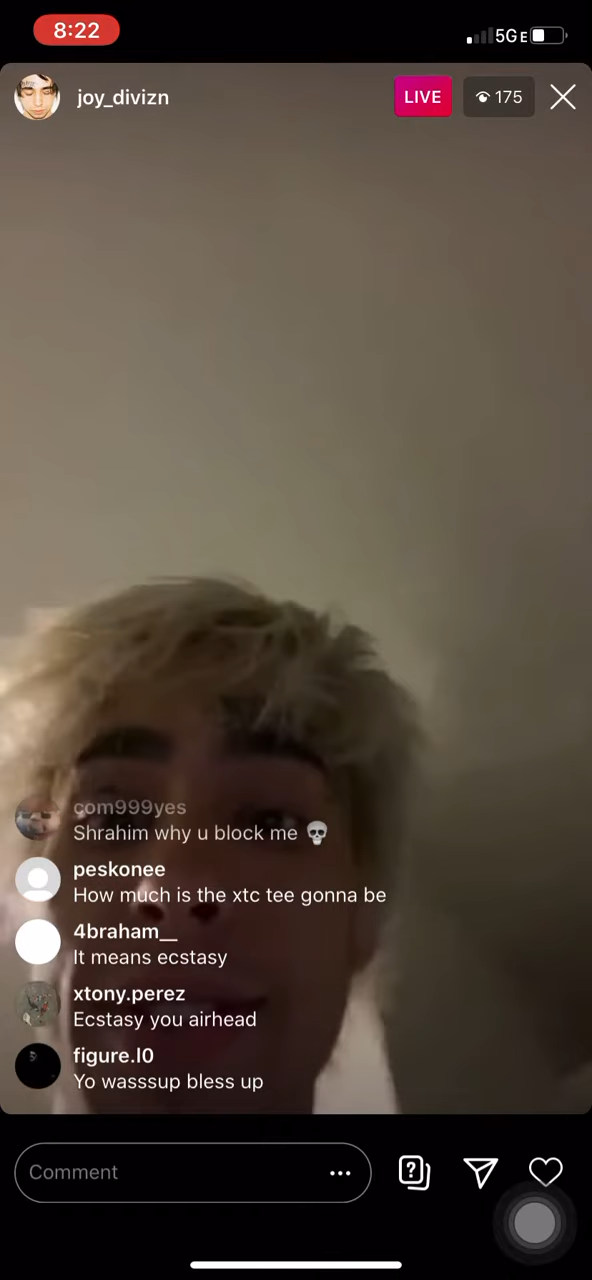 8:22
5GE
joy_divizn
LIVE
175
com999yes
Shrahim why u block me 💀
peskonee
How much is the xtc tee gonna be
4braham__
It means ecstasy
xtony.perez
Ecstasy you airhead
figure.l0
Yo wasssup bless up
Comment